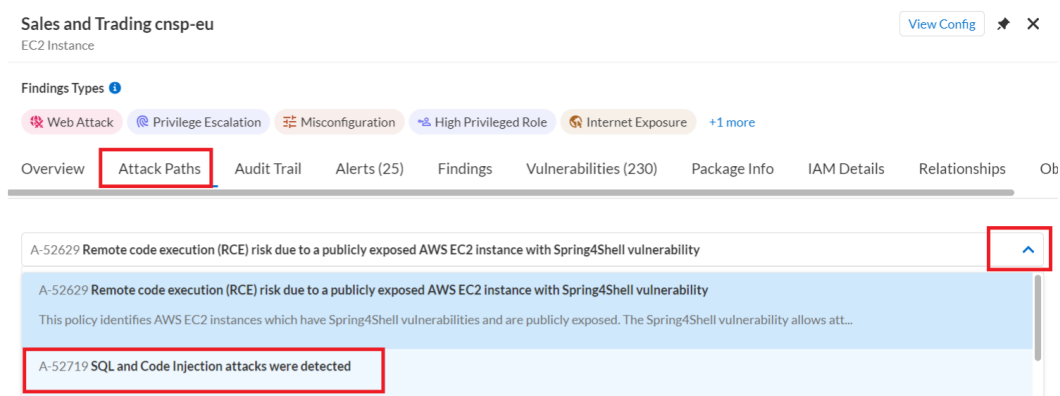 Sales and Trading cnsp-eu
View Config
EC2 Instance
Findings Types
Web Attack Privilege Escalation Misconfiguration High Privileged Role Internet Exposure +1 more
Overview Attack Paths Audit Trail Alerts (25) Findings Vulnerabilities (230) Package Info IAM Details Relationships Ob
A-52629 Remote code execution (RCE) risk due to a publicly exposed AWS EC2 instance with Spring4Shell vulnerability
A-52629 Remote code execution (RCE) risk due to a publicly exposed AWS EC2 instance with Spring4Shell vulnerability
This policy identifies AWS EC2 instances which have Spring4Shell vulnerabilities and are publicly exposed. The Spring4Shell vulnerability allows att...
A-52719 SQL and Code Injection attacks were detected